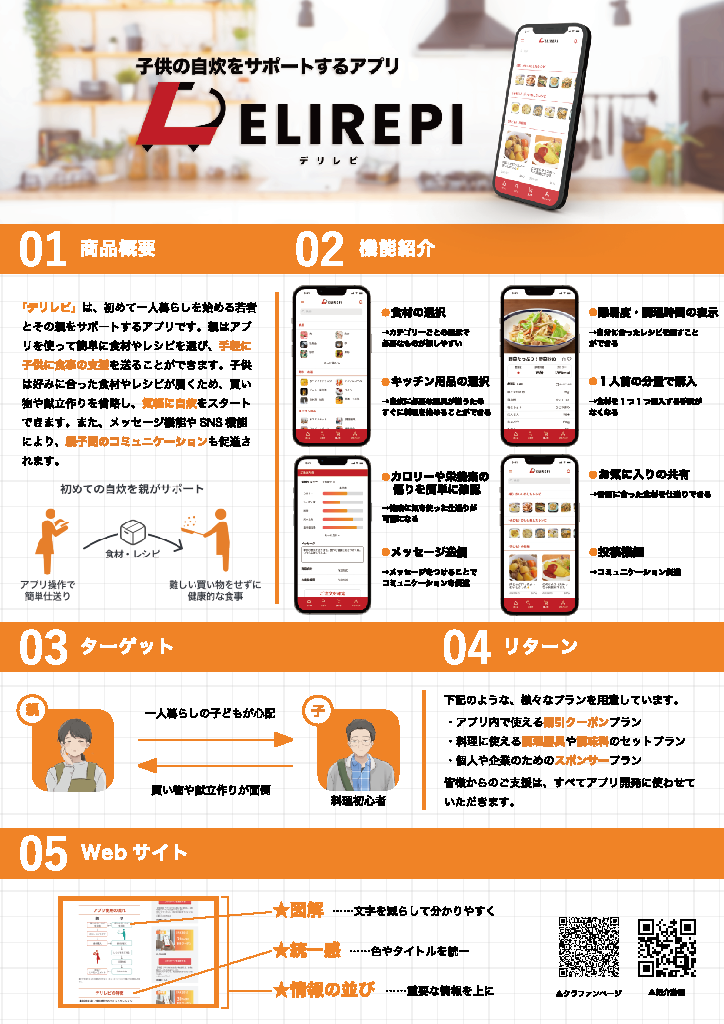 子供の自炊をサポートするアプリ
ELIREPI
デリレピ
01 商品概要
02 機能紹介
「デリレピ」は、初めて一人暮らしを始める若者
とその親をサポートするアプリです。親はアプ
リを使って簡単に食材やレシピを選び、手軽に
子供に食事の支援を送ることができます。子供
は好みに合った食材やレシピが届くため、買い
物や献立作りを省略し、気軽に自炊をスタート
できます。また、メッセージ機能や SNS 機能
により、親子間のコミュニケーションも促進さ
れます。
初めての自炊を親がサポート
食材・レシピ
アプリ操作で
簡単仕送り
難しい買い物をせずに
健康的な食事
ELIREPI
●食材の選択
→カテゴリーごとの表示で
必要なものが探しやすい
●キッチン用品の選択
→自炊に必要な器具が揃うため
すぐに料理を始めることができる
●難易度・調理時間の表示
→自分に合ったレシピを探すこと
ができる
●1人前の分量で購入
→食材を1つ1つ購入する手間が
なくなる
●カロリーや栄養素の
偏りを簡単に確認
→健康に気を使った仕送りが
可能になる
●メッセージ送信
→メッセージをつけることで
コミュニケーションを促進
ELIREPI
●お気に入りの共有
→習慣に合った食材を仕送りできる
●投稿機能
→コミュニケーション促進
03 ターゲット
04 リターン
親
一人暮らしの子どもが心配
子
買い物や献立作りが面倒
料理初心者
下記のような、様々なプランを用意しています。
・アプリ内で使える割引クーポンプラン
・料理に使える調理器具や調味料のセットプラン
・個人や企業のためのスポンサープラン
皆様からのご支援は、すべてアプリ開発に使わせて
いただきます。
05 Web サイト
★図解 ……文字を減らして分かりやすく
★統一感 ……色やタイトルを統一
★情報の並び ……重要な情報を上に
▲クラファンページ
▲紹介動画